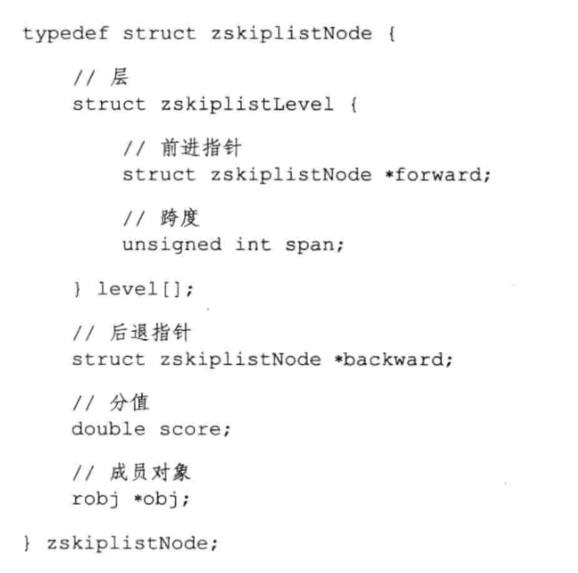 typedef struct zskiplistNode {
// 层
struct zskiplistLevel {
// 前进指针
struct zskiplistNode *forward;
// 跨度
unsigned int span;
} level[];
// 后退指针
struct zskiplistNode *backward;
// 分值
double score;
// 成员对象
robj *obj;
} zskiplistNode;